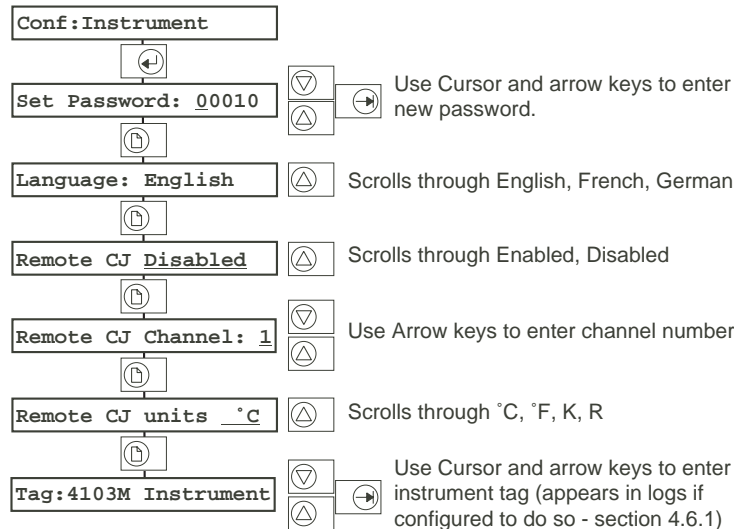 Conf:Instrument
Set Password: 00010
Use Cursor and arrow keys to enter
new password.
Language: English
Scrolls through English, French, German
Remote CJ Disabled
Scrolls through Enabled, Disabled
Remote CJ Channel: 1
Use Arrow keys to enter channel number
Remote CJ units ˚C
Scrolls through ˚C, ˚F, K, R
Tag:4103M Instrument
Use Cursor and arrow keys to enter
instrument tag (appears in logs if
configured to do so - section 4.6.1)